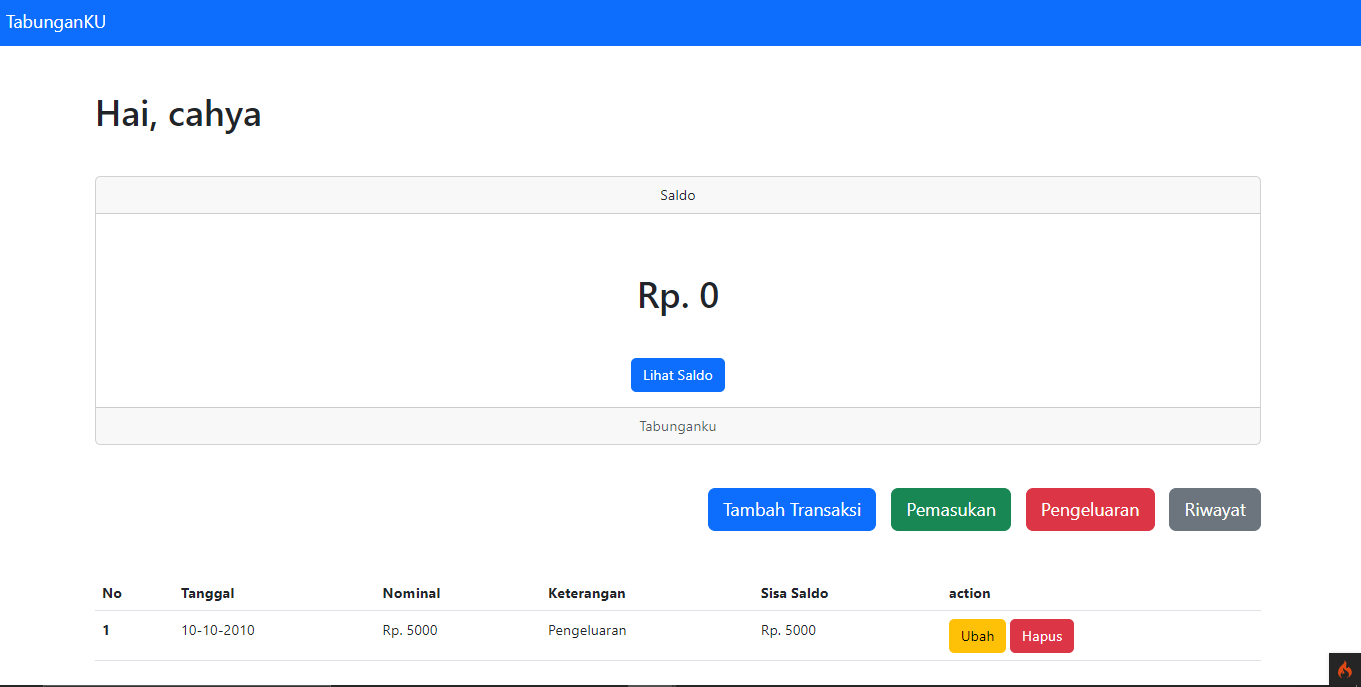 TabunganKU
Hai, cahya
Saldo
Rp. 0
Lihat Saldo
Tabunganku
Tambah Transaksi Pemasukan Pengeluaran Riwayat
No Tanggal Nominal Keterangan Sisa Saldo action
1 10-10-2010 Rp. 5000 Pengeluaran Rp. 5000 Ubah Hapus